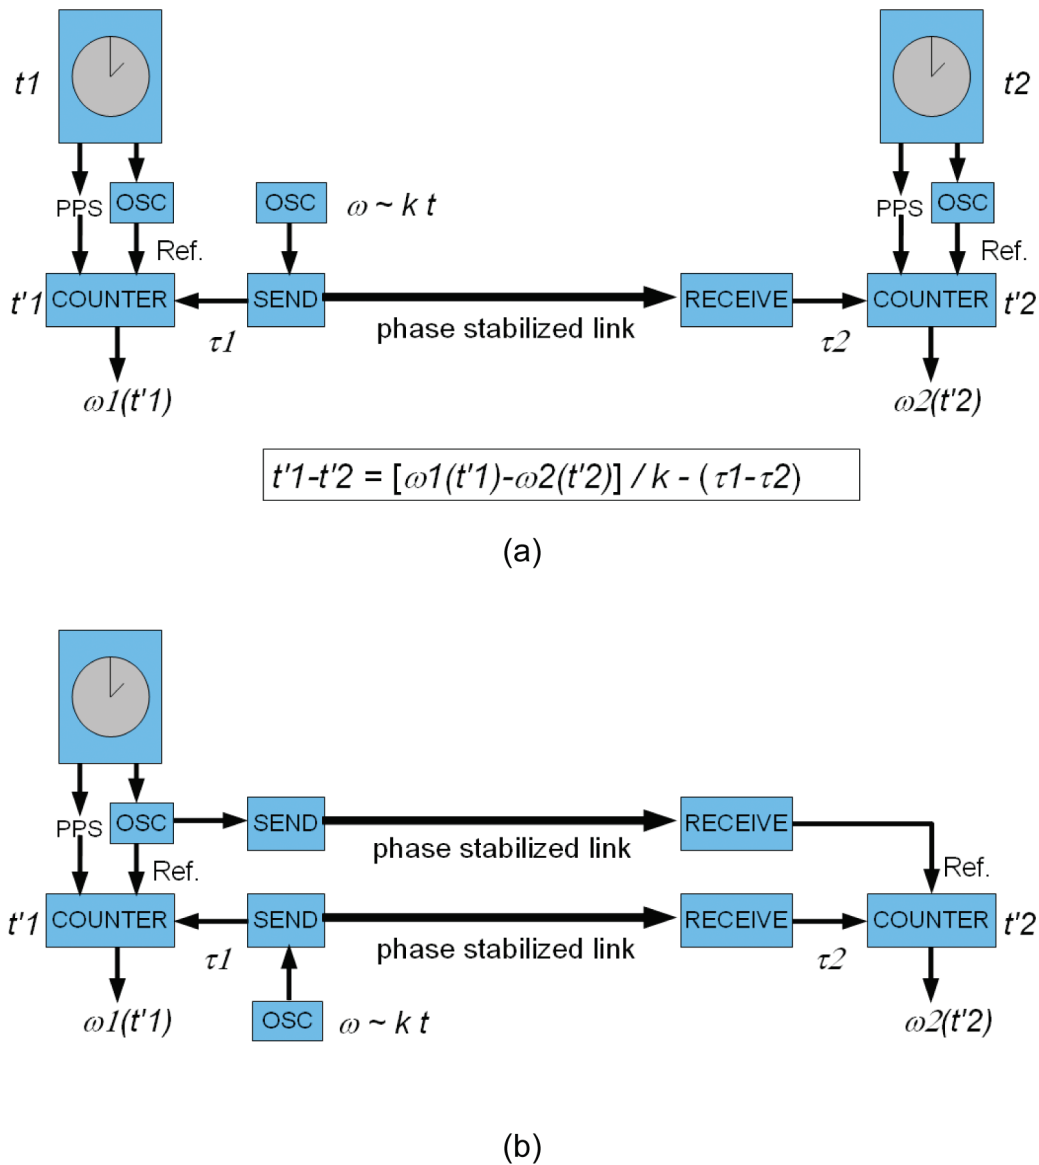 t1
t2
PPS OSC
OSC ω ~ k t
PPS OSC
Ref.
Ref.
t'1 COUNTER SEND RECEIVE COUNTER t'2
τ1 phase stabilized link τ2
ω1(t'1) ω2(t'2)
t'1-t'2 = [ω1(t'1)-ω2(t'2)] / k - (τ1-τ2)
(a)
PPS OSC SEND RECEIVE
phase stabilized link
Ref. Ref.
t'1 COUNTER SEND RECEIVE COUNTER t'2
τ1 phase stabilized link τ2
ω1(t'1) OSC ω ~ k t ω2(t'2)
(b)